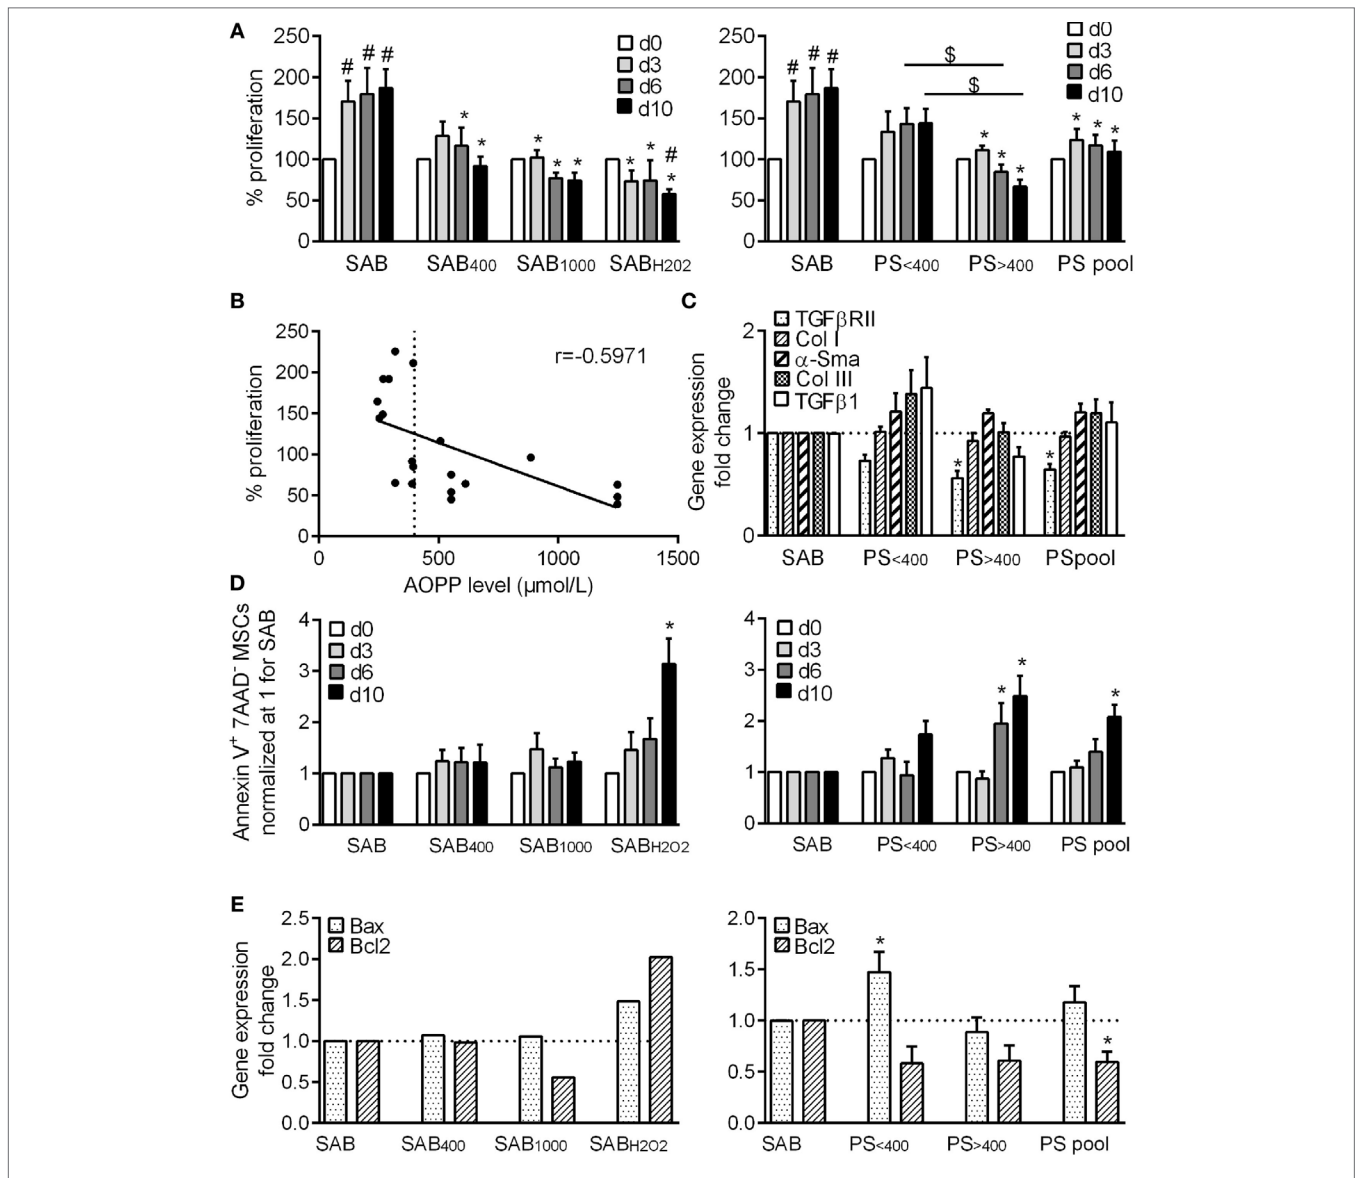 A
% proliferation
250
200
150
100
50
0
# # #
*
*
*
* *
*
*
#
*
d0
d3
d6
d10
SAB SAB400 SAB1000 SABH2O2
250
200
150
100
50
0
# # #
$
$
*
*
*
* * *
d0
d3
d6
d10
SAB PS<400 PS>400 PS pool
B
% proliferation
250
200
150
100
50
0
r=-0.5971
0 500 1000 1500
AOPP level (µmol/L)
C
Gene expression
fold change
2
1
0
TGFβRII
Col I
α-Sma
Col III
TGFβ1
*
*
SAB PS<400 PS>400 PSpool
D
Annexin V+ 7AAD- MSCs
normalized at 1 for SAB
4
3
2
1
0
d0
d3
d6
d10
*
SAB SAB400 SAB1000 SABH2O2
4
3
2
1
0
d0
d3
d6
d10
*
*
*
SAB PS<400 PS>400 PS pool
E
Gene expression
fold change
2.5
2.0
1.5
1.0
0.5
0.0
Bax
Bcl2
SAB SAB400 SAB1000 SABH2O2
2.0
1.5
1.0
0.5
0.0
Bax
Bcl2
*
*
SAB PS<400 PS>400 PS pool